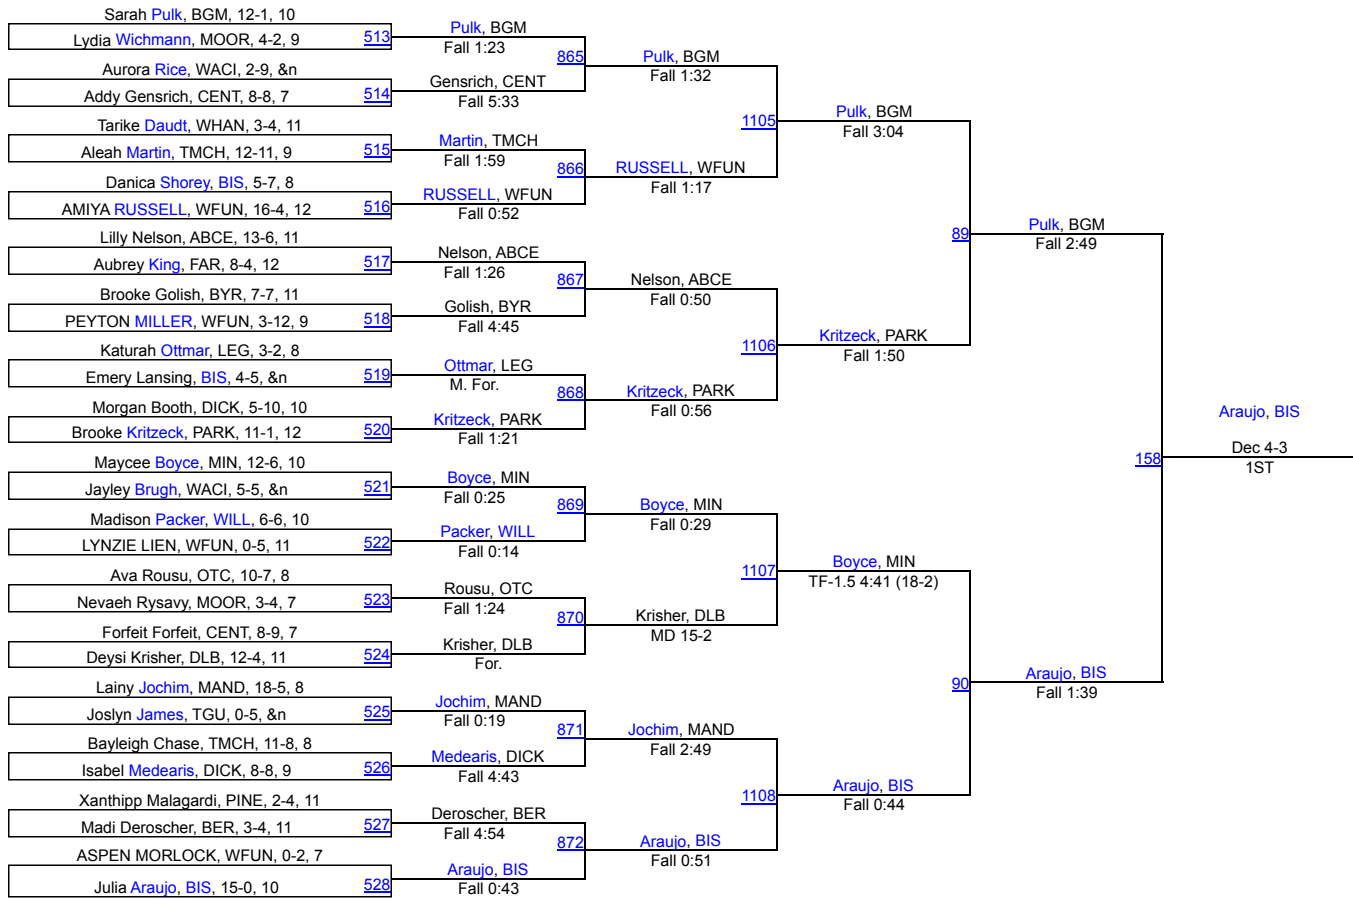 Sarah Pulk, BGM, 12-1, 10
Lydia Wichmann, MOOR, 4-2, 9
513
Aurora Rice, WACI, 2-9, &n
Addy Gensrich, CENT, 8-8, 7
514
Tarike Daudt, WHAN, 3-4, 11
Aleah Martin, TMCH, 12-11, 9
515
Danica Shorey, BIS, 5-7, 8
AMIYA RUSSELL, WFUN, 16-4, 12
516
Lilly Nelson, ABCE, 13-6, 11
Aubrey King, FAR, 8-4, 12
517
Brooke Golish, BYR, 7-7, 11
PEYTON MILLER, WFUN, 3-12, 9
518
Katurah Ottmar, LEG, 3-2, 8
Emery Lansing, BIS, 4-5, &n
519
Morgan Booth, DICK, 5-10, 10
Brooke Kritzeck, PARK, 11-1, 12
520
Maycee Boyce, MIN, 12-6, 10
Jayley Brugh, WACI, 5-5, &n
521
Madison Packer, WILL, 6-6, 10
LYNZIE LIEN, WFUN, 0-5, 11
522
Ava Rousu, OTC, 10-7, 8
Nevaeh Rysavy, MOOR, 3-4, 7
523
Forfeit Forfeit, CENT, 8-9, 7
Deysi Krisher, DLB, 12-4, 11
524
Lainy Jochim, MAND, 18-5, 8
Joslyn James, TGU, 0-5, &n
525
Bayleigh Chase, TMCH, 11-8, 8
Isabel Medearis, DICK, 8-8, 9
526
Xanthipp Malagardi, PINE, 2-4, 11
Madi Deroscher, BER, 3-4, 11
527
ASPEN MORLOCK, WFUN, 0-2, 7
Julia Araujo, BIS, 15-0, 10
528
Pulk, BGM
Fall 1:23
865
Gensrich, CENT
Fall 5:33
Martin, TMCH
Fall 1:59
866
RUSSELL, WFUN
Fall 0:52
Nelson, ABCE
Fall 1:26
867
Golish, BYR
Fall 4:45
Ottmar, LEG
M. For.
868
Kritzeck, PARK
Fall 1:21
Boyce, MIN
Fall 0:25
869
Packer, WILL
Fall 0:14
Rousu, OTC
Fall 1:24
870
Krisher, DLB
For.
Jochim, MAND
Fall 0:19
871
Medearis, DICK
Fall 4:43
Deroscher, BER
Fall 4:54
872
Araujo, BIS
Fall 0:43
Pulk, BGM
Fall 1:32
1105
RUSSELL, WFUN
Fall 1:17
Nelson, ABCE
Fall 0:50
1106
Kritzeck, PARK
Fall 0:56
Boyce, MIN
Fall 0:29
1107
Krisher, DLB
MD 15-2
Jochim, MAND
Fall 2:49
1108
Araujo, BIS
Fall 0:51
Pulk, BGM
Fall 3:04
89
Kritzeck, PARK
Fall 1:50
Boyce, MIN
TF-1.5 4:41 (18-2)
90
Araujo, BIS
Fall 0:44
Pulk, BGM
Fall 2:49
158
Araujo, BIS
Fall 1:39
Araujo, BIS
Dec 4-3
1ST